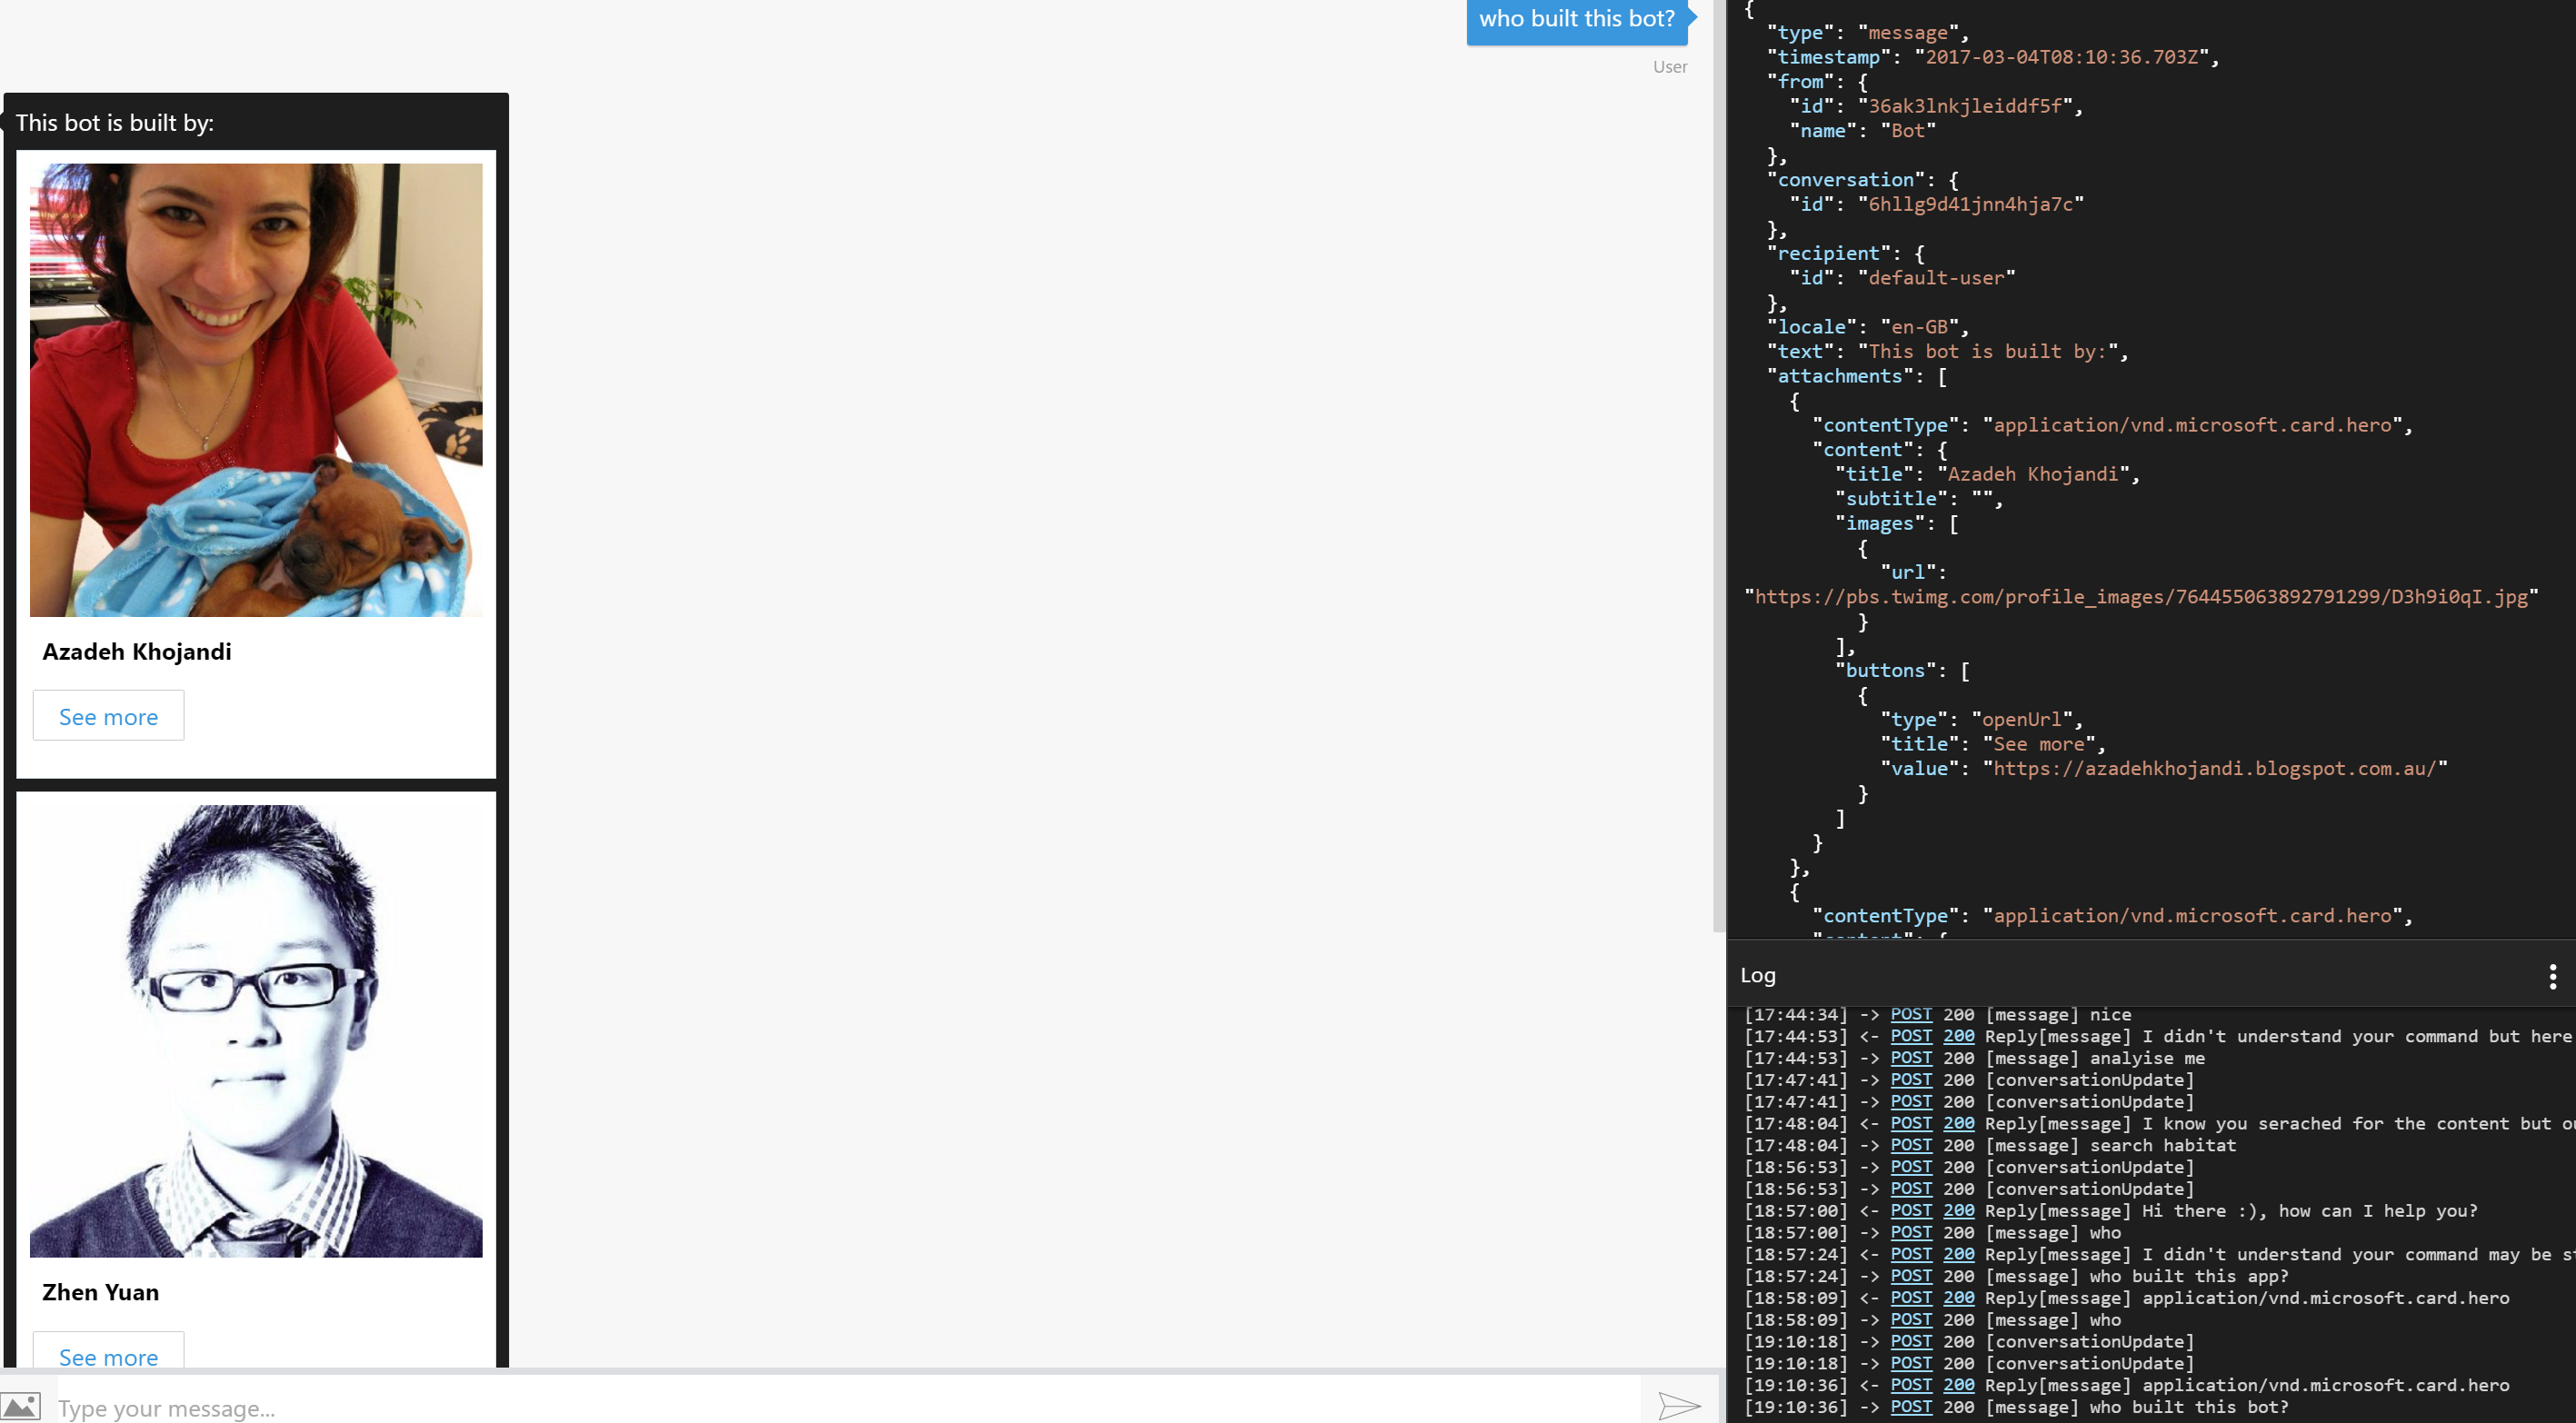 who built this bot?
User
This bot is built by:
Azadeh Khojandi
See more
Zhen Yuan
See more
Type your message...
{
"type": "message",
"timestamp": "2017-03-04T08:10:36.703Z",
"from": {
"id": "36ak3lnkjleiddf5f",
"name": "Bot"
},
"conversation": {
"id": "6hllg9d41jnn4hja7c"
},
"recipient": {
"id": "default-user"
},
"locale": "en-GB",
"text": "This bot is built by:",
"attachments": [
{
"contentType": "application/vnd.microsoft.card.hero",
"content": {
"title": "Azadeh Khojandi",
"subtitle": "",
"images": [
{
"url":
"https://pbs.twimg.com/profile_images/764455063892791299/D3h9i0qI.jpg"
}
],
"buttons": [
{
"type": "openUrl",
"title": "See more",
"value": "https://azadehkhojandi.blogspot.com.au/"
}
]
}
},
{
"contentType": "application/vnd.microsoft.card.hero",
Log
[17:44:34] -> POST 200 [message] nice
[17:44:53] <- POST 200 Reply[message] I didn't understand your command but here
[17:44:53] -> POST 200 [message] analyise me
[17:47:41] -> POST 200 [conversationUpdate]
[17:47:41] -> POST 200 [conversationUpdate]
[17:48:04] <- POST 200 Reply[message] I know you serached for the content but
[17:48:04] -> POST 200 [message] search habitat
[18:56:53] -> POST 200 [conversationUpdate]
[18:56:53] -> POST 200 [conversationUpdate]
[18:57:00] <- POST 200 Reply[message] Hi there :), how can I help you?
[18:57:00] -> POST 200 [message] who
[18:57:24] <- POST 200 Reply[message] I didn't understand your command may be
[18:57:24] -> POST 200 [message] who built this app?
[18:58:09] <- POST 200 Reply[message] application/vnd.microsoft.card.hero
[18:58:09] -> POST 200 [message] who
[19:10:18] -> POST 200 [conversationUpdate]
[19:10:18] -> POST 200 [conversationUpdate]
[19:10:36] <- POST 200 Reply[message] application/vnd.microsoft.card.hero
[19:10:36] -> POST 200 [message] who built this bot?